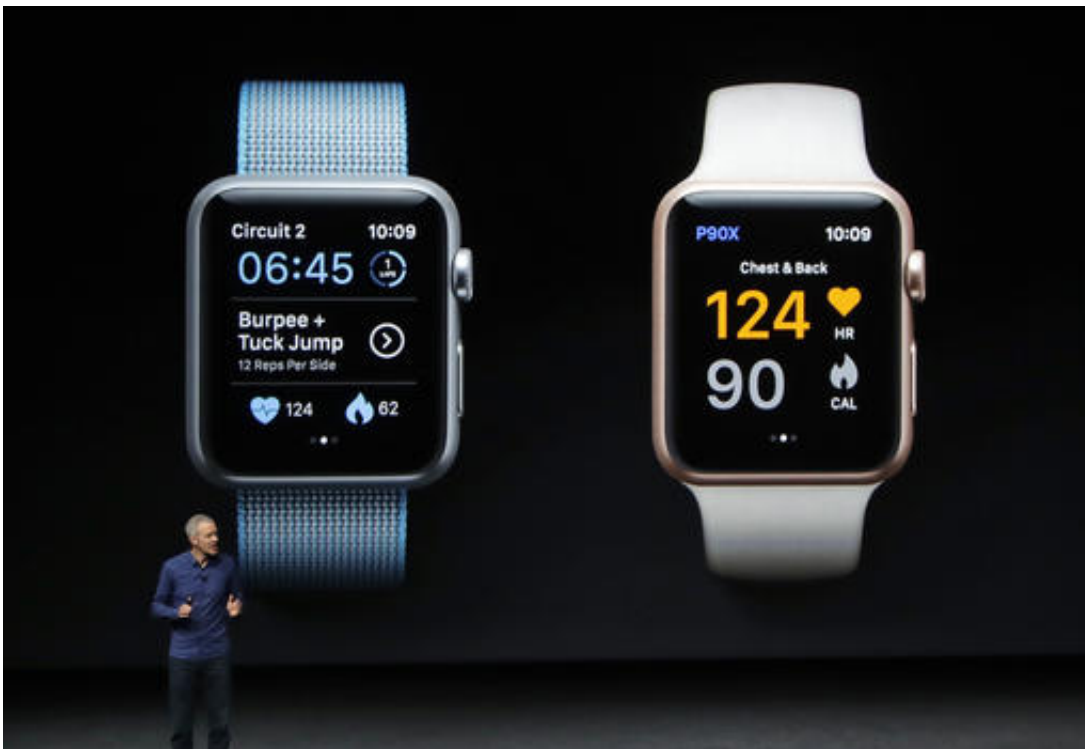 Circuit 2 10:09
06:45 1
LAPS
Burpee +
Tuck Jump
12 Reps Per Side
124 62
P90X 10:09
Chest & Back
124
HR
90
CAL